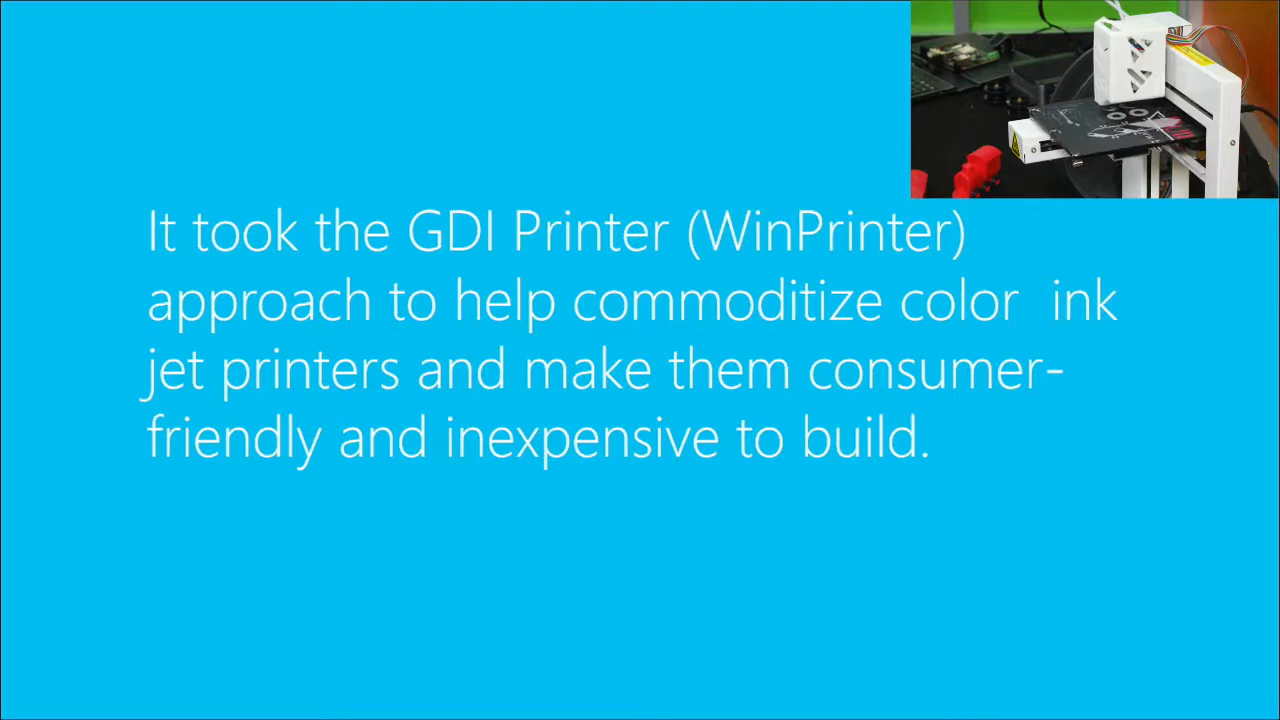 It took the GDI Printer (WinPrinter)
approach to help commoditize color  ink
jet printers and make them consumer-
friendly and inexpensive to build.